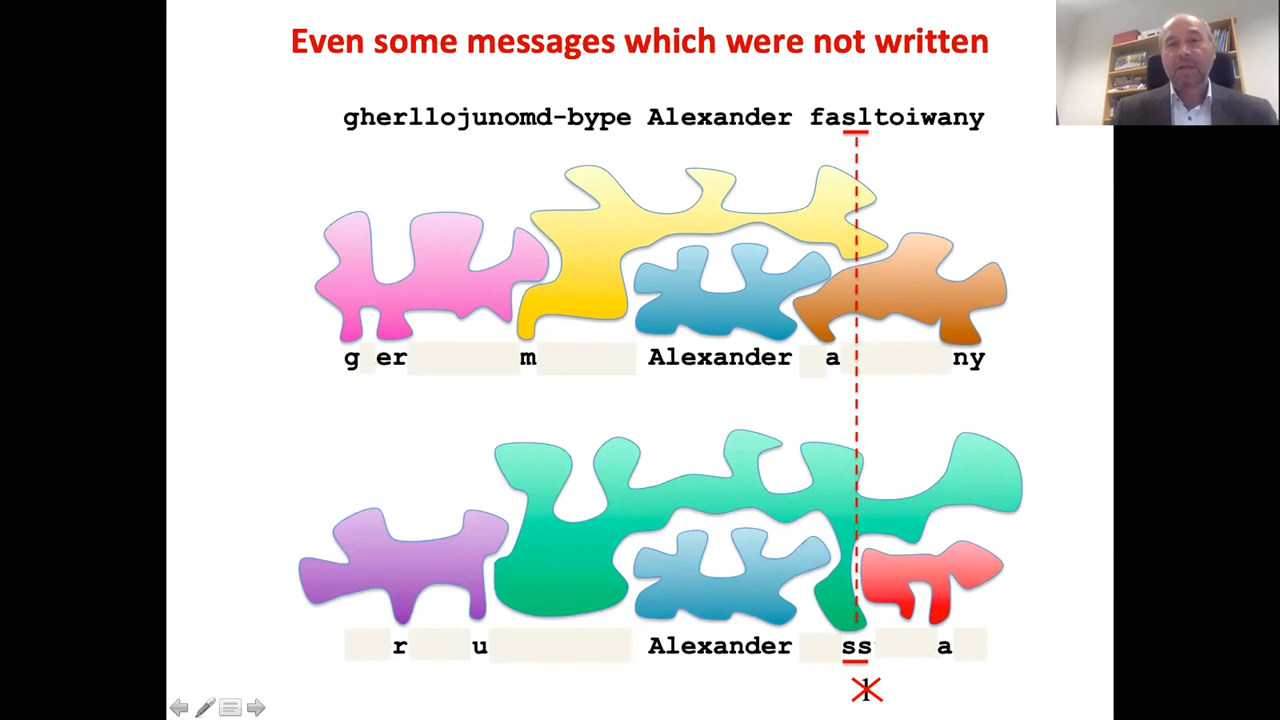 Even some messages which were not written
gherllojunomd-bype Alexander fasltoiwany
g er m Alexander a ny
r u Alexander ss a
l